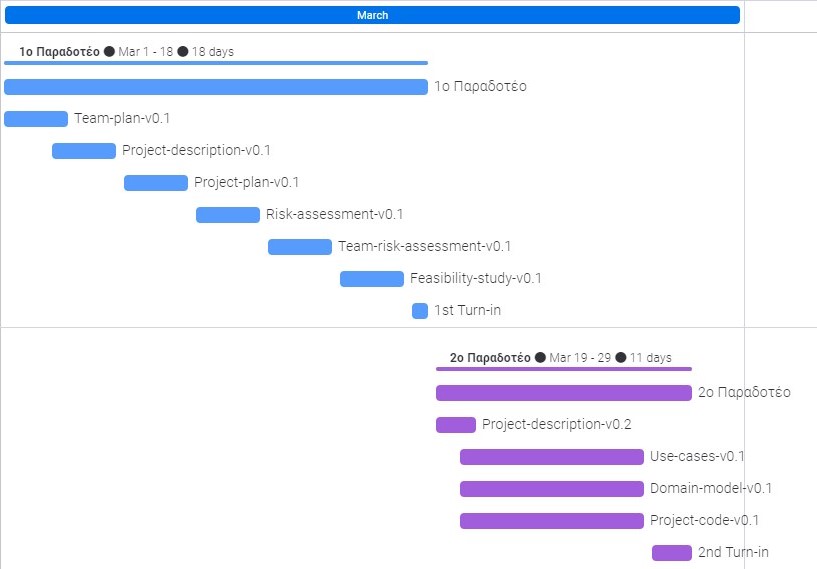 March
1ο Παραδοτέο ● Mar 1 - 18 ● 18 days
1ο Παραδοτέο
Team-plan-v0.1
Project-description-v0.1
Project-plan-v0.1
Risk-assessment-v0.1
Team-risk-assessment-v0.1
Feasibility-study-v0.1
1st Turn-in
2ο Παραδοτέο ● Mar 19 - 29 ● 11 days
2ο Παραδοτέο
Project-description-v0.2
Use-cases-v0.1
Domain-model-v0.1
Project-code-v0.1
2nd Turn-in